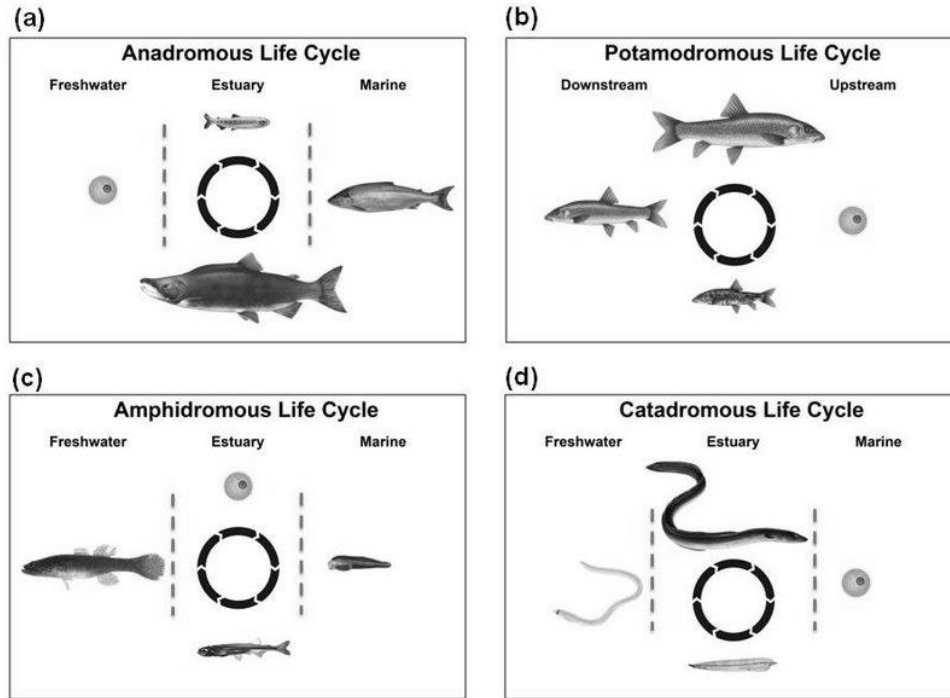 (a)
Anadromous Life Cycle
Freshwater Estuary Marine
(b)
Potamodromous Life Cycle
Downstream Upstream
(c)
Amphidromous Life Cycle
Freshwater Estuary Marine
(d)
Catadromous Life Cycle
Freshwater Estuary Marine